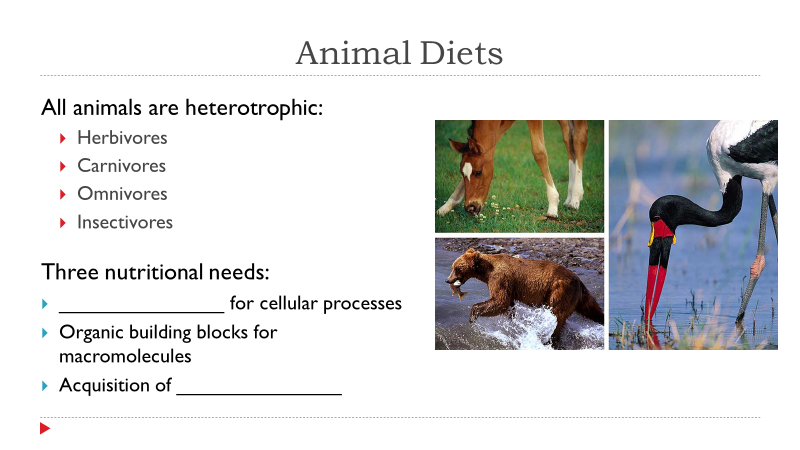 Animal Diets
All animals are heterotrophic:
Herbivores
Carnivores
Omnivores
Insectivores
Three nutritional needs:
_______________ for cellular processes
Organic building blocks for
macromolecules
Acquisition of _______________